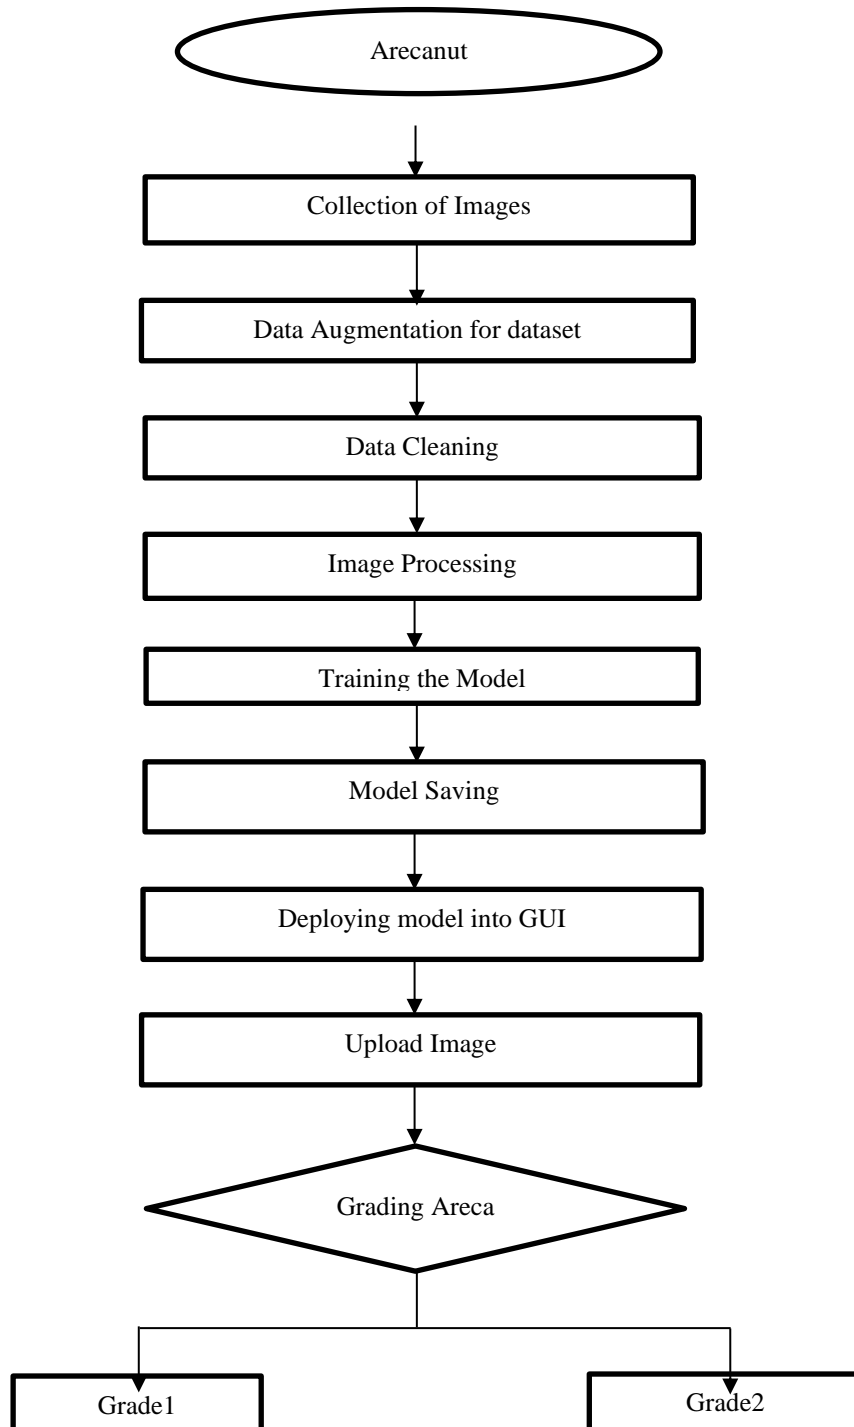 Arecanut
Collection of Images
Data Augmentation for dataset
Data Cleaning
Image Processing
Training the Model
Model Saving
Deploying model into GUI
Upload Image
Grading Areca
Grade1
Grade2